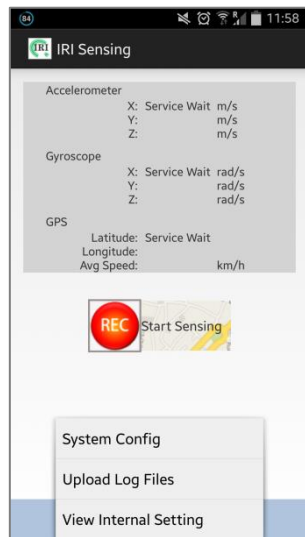 84 R 11:58
IRI IRI Sensing
Accelerometer
X: Service Wait m/s
Y: m/s
Z: m/s
Gyroscope
X: Service Wait rad/s
Y: rad/s
Z: rad/s
GPS
Latitude: Service Wait
Longitude:
Avg Speed: km/h
REC Start Sensing
System Config
Upload Log Files
View Internal Setting